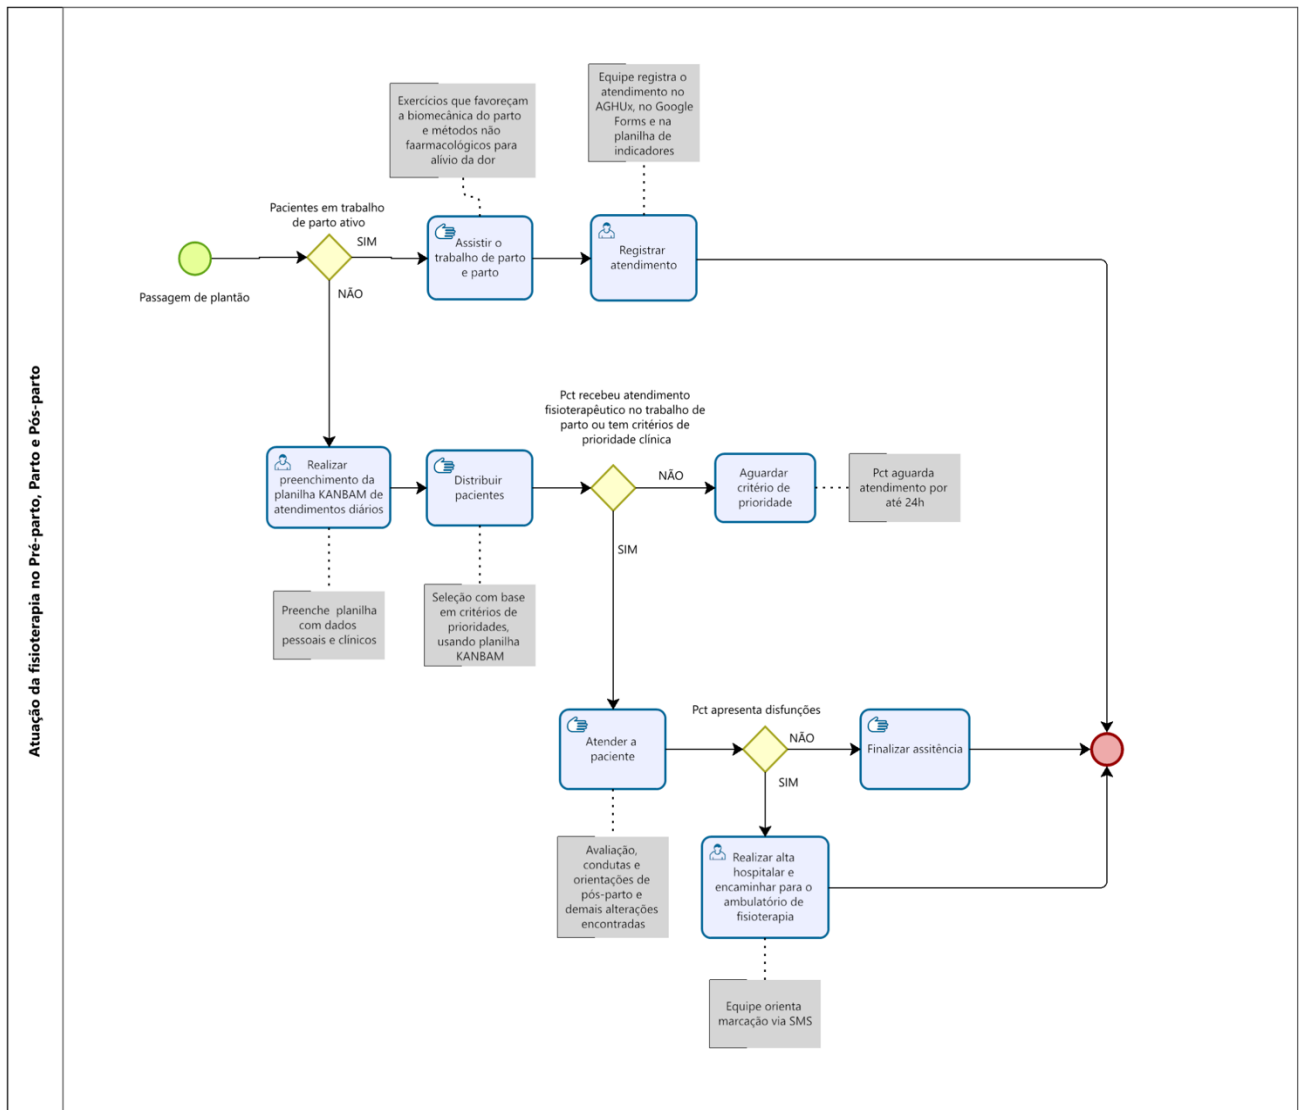 Atuação da fisioterapia no Pré-parto, Parto e Pós-parto
Exercícios que favoreçam
a biomecânica do parto
e métodos não
faarmacológicos para
alívio da dor
Equipe registra o
atendimento no
AGHUx, no Google
Forms e na
planilha de
indicadores
Pacientes em trabalho
de parto ativo
SIM
NÃO
Passagem de plantão
Assistir o
trabalho de parto
e parto
Registrar
atendimento
Pct recebeu atendimento
fisioterapêutico no trabalho de
parto ou tem critérios de
prioridade clínica
Realizar
preenchimento da
planilha KANBAM de
atendimentos diários
Distribuir
pacientes
NÃO
SIM
Aguardar
critério de
prioridade
Pct aguarda
atendimento por
até 24h
Preenche  planilha
com dados
pessoais e clínicos
Seleção com base
em critérios de
prioridades,
usando planilha
KANBAM
Atender a
paciente
Pct apresenta disfunções
NÃO
SIM
Finalizar assitência
Avaliação,
condutas e
orientações de
pós-parto e
demais alterações
encontradas
Realizar alta
hospitalar e
encaminhar para o
ambulatório de
fisioterapia
Equipe orienta
marcação via SMS